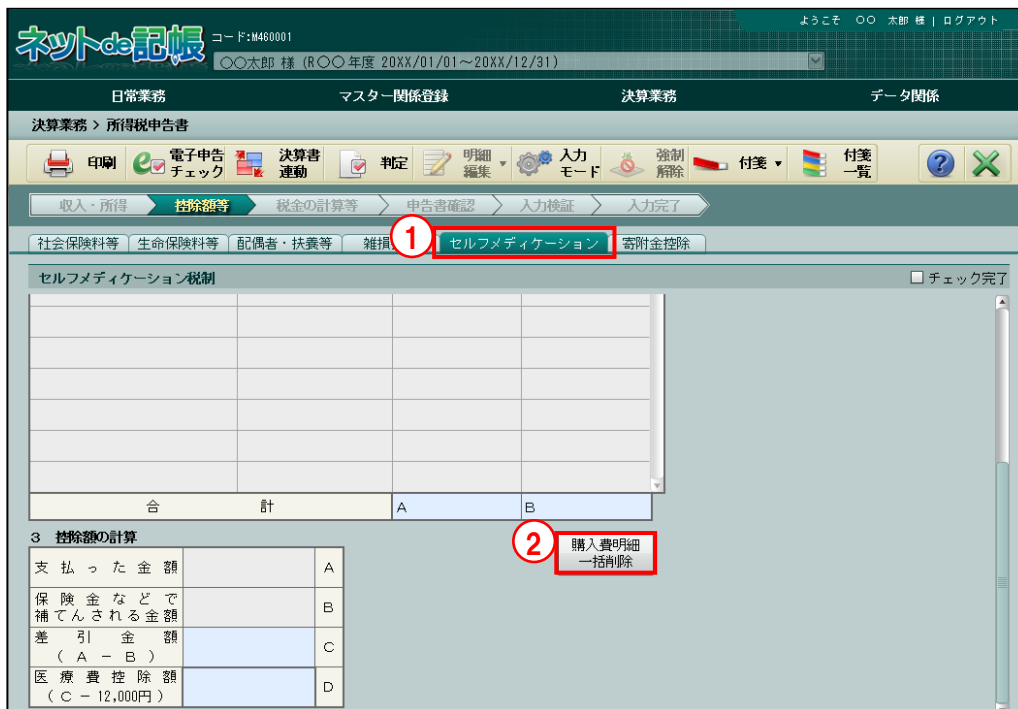 ようこそ 〇〇 太郎 様 | ログアウト
ネットde記帳
コード:M460001
〇〇太郎 様 (R〇〇年度 20XX/01/01～20XX/12/31)
日常業務 マスター関係登録 決算業務 データ関係
決算業務 > 所得税申告書
印刷 電子申告チェック 決算書連動 判定 明細編集 入力モード 強制解除 付箋 付箋一覧
収入・所得 控除額等 税金の計算等 申告書確認 入力検証 入力完了
社会保険料等 生命保険料等 配偶者・扶養等 雑損 1 セルフメディケーション 寄附金控除
セルフメディケーション税制 チェック完了
合計 A B
3 控除額の計算
2 購入費明細
一括削除
支払った金額 A
保険金などで
補てんされる金額 B
差引金額
(A－B) C
医療費控除額
(C－12,000円) D